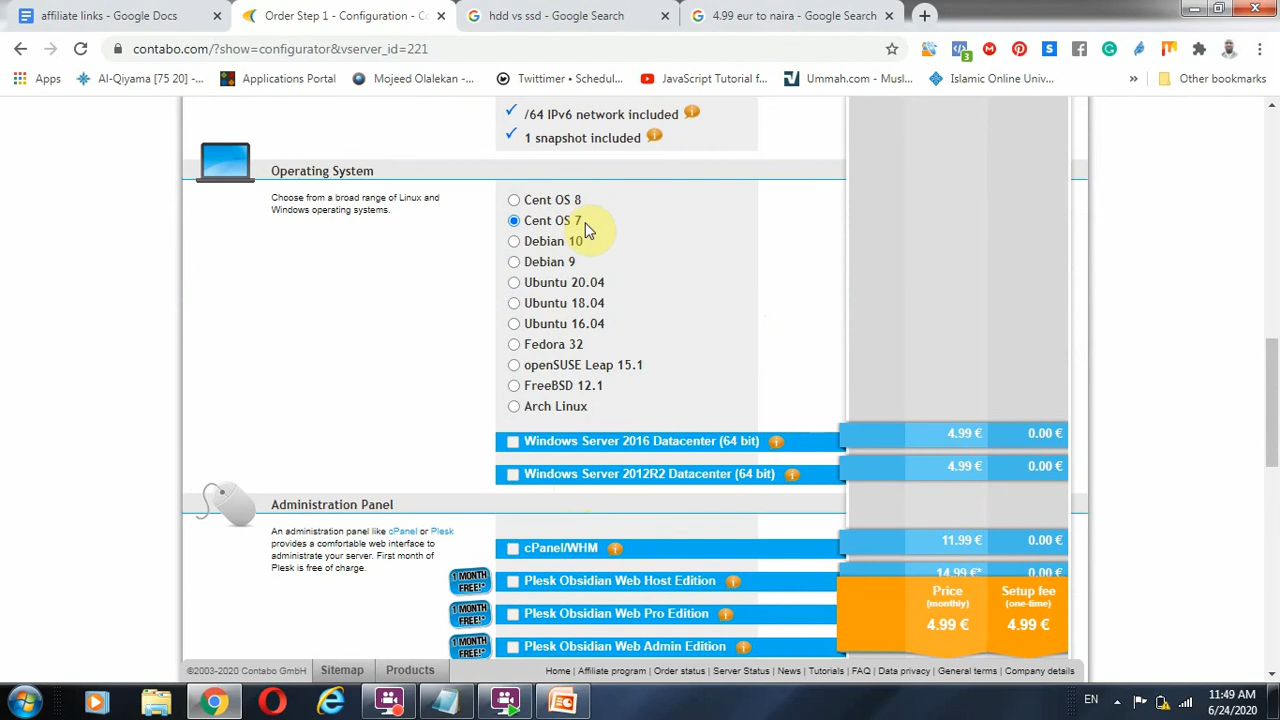 affiliate links - Google Docs
Order Step 1 - Configuration - Co
hdd vs ssd - Google Search
4.99 eur to naira - Google Search
contabo.com/?show=configurator&vserver_id=221
3
Apps
Al-Qiyama [75 20] -...
Applications Portal
Mojeed Olalekan -...
Twittimer • Schedul...
JavaScript Tutorial f...
Ummah.com - Musl...
Islamic Online Univ...
»
Other bookmarks
/64 IPv6 network included
1 snapshot included
Operating System
Choose from a broad range of Linux and
Windows operating systems.
Cent OS 8
Cent OS 7
Debian 10
Debian 9
Ubuntu 20.04
Ubuntu 18.04
Ubuntu 16.04
Fedora 32
openSUSE Leap 15.1
FreeBSD 12.1
Arch Linux
Windows Server 2016 Datacenter (64 bit) 4.99 € 0.00 €
Windows Server 2012R2 Datacenter (64 bit) 4.99 € 0.00 €
Administration Panel
An administration panel like cPanel or Plesk
provides a comfortable web interface to
administrate your server. First month of
Plesk is free of charge.
cPanel/WHM 11.99 € 0.00 €
1 MONTH FREE!* Plesk Obsidian Web Host Edition 14.99 €* 0.00 €
1 MONTH FREE!* Plesk Obsidian Web Pro Edition
1 MONTH FREE!* Plesk Obsidian Web Admin Edition
Price (monthly) 4.99 €
Setup fee (one-time) 4.99 €
©2003-2020 Contabo GmbH
Sitemap
Products
Home | Affiliate program | Order status | Server Status | News | Tutorials | FAQ | Data privacy | General terms | Company details
EN
11:49 AM
6/24/2020